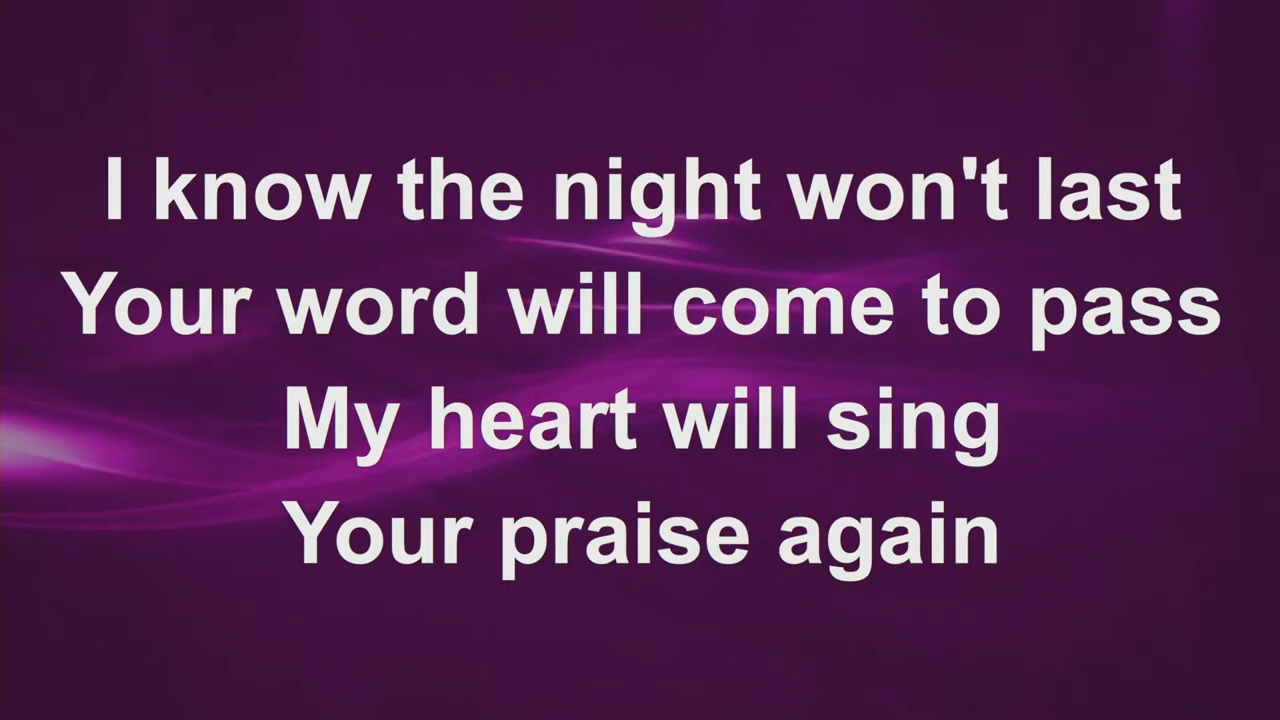 I know the night won't last
Your word will come to pass
My heart will sing
Your praise again